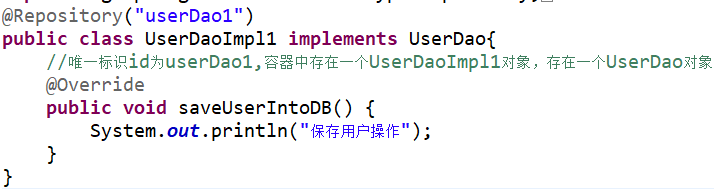 @Repository("userDao1")
public class UserDaoImpl1 implements UserDao{
//唯一标识id为userDao1,容器中存在一个UserDaoImpl1对象，存在一个UserDao对象
@Override
public void saveUserIntoDB() {
System.out.println("保存用户操作");
}
}